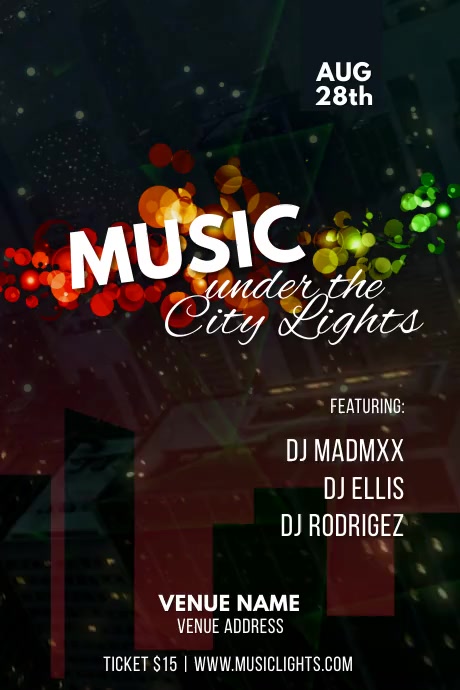 AUG
28th
MUSIC
under the
City Lights
FEATURING:
DJ MADMXX
DJ ELLIS
DJ RODRIGEZ
VENUE NAME
VENUE ADDRESS
TICKET $15 | WWW.MUSICLIGHTS.COM